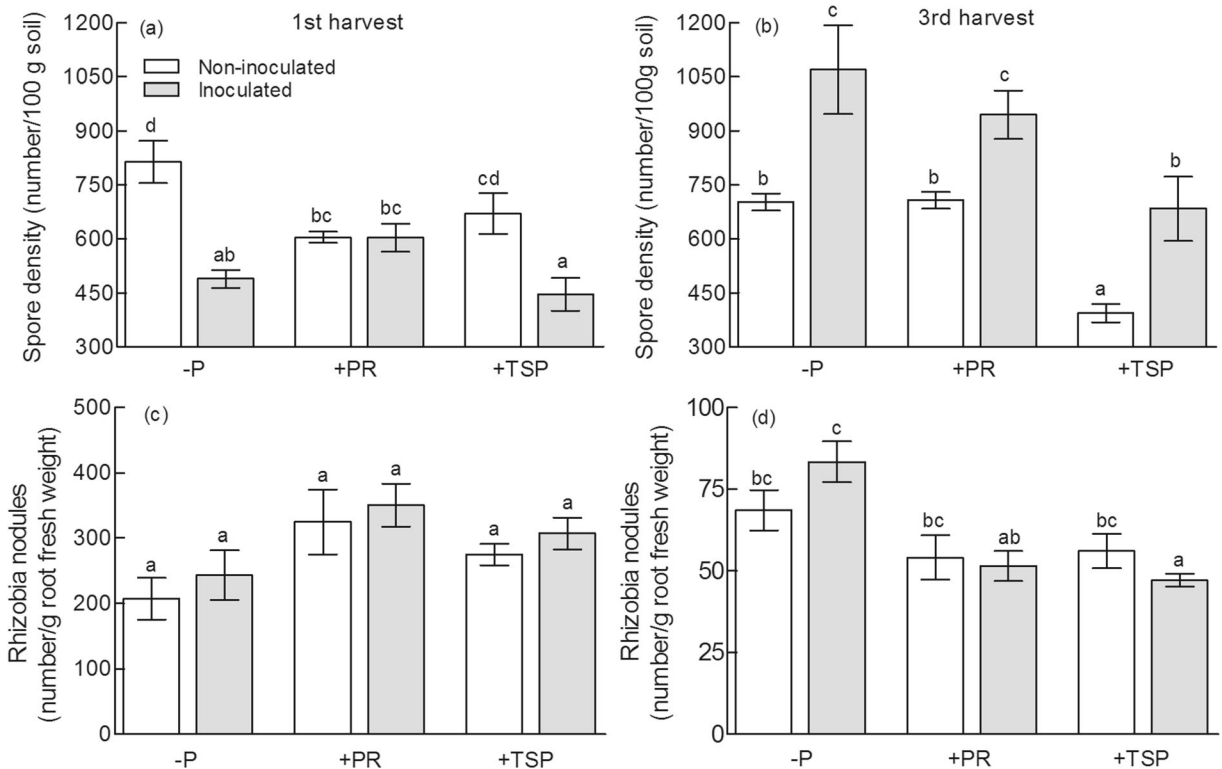 (a)
1st harvest
Non-inoculated
Inoculated
Spore density (number/100 g soil)
1200
1050
900
750
600
450
300
d
ab
bc
bc
cd
a
-P
+PR
+TSP
(b)
3rd harvest
Spore density (number/100g soil)
1200
1050
900
750
600
450
300
b
c
b
c
a
b
-P
+PR
+TSP
(c)
Rhizobia nodules
(number/g root fresh weight)
500
400
300
200
100
0
a
a
a
a
a
a
-P
+PR
+TSP
(d)
Rhizobia nodules
(number/g root fresh weight)
100
75
50
25
0
bc
c
bc
ab
bc
a
-P
+PR
+TSP